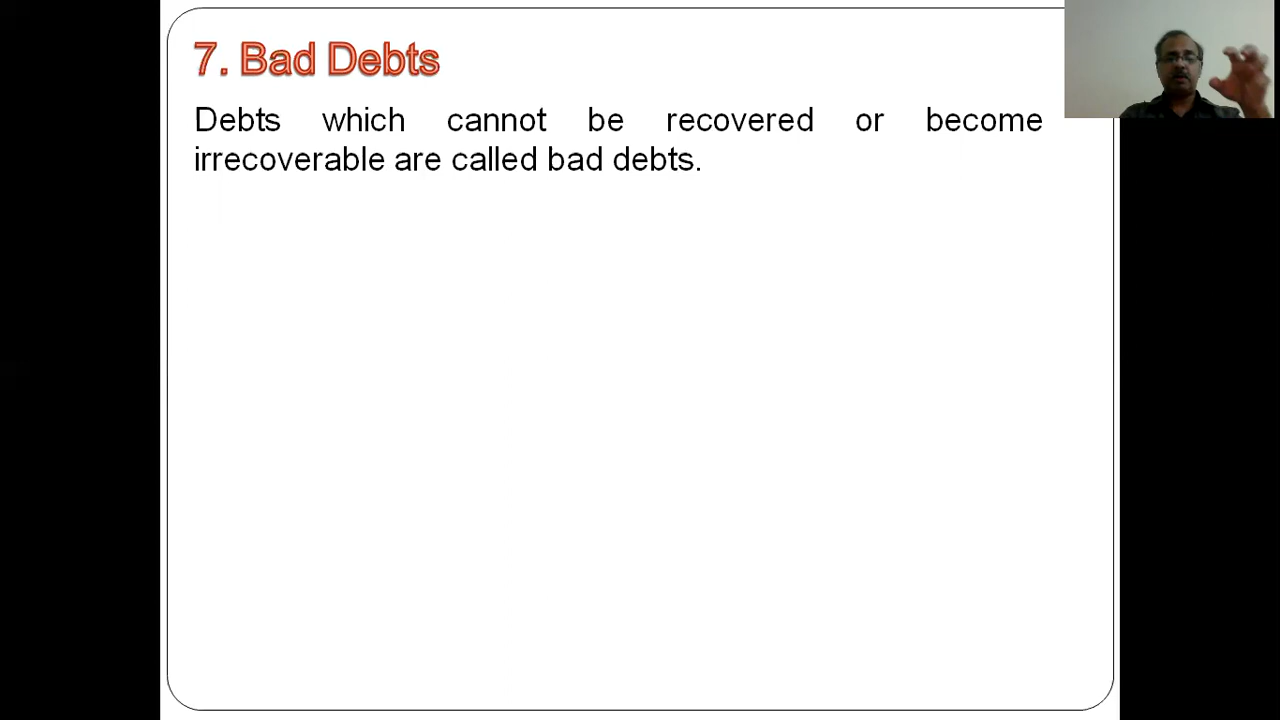 7. Bad Debts
Debts which cannot be recovered or become
irrecoverable are called bad debts.